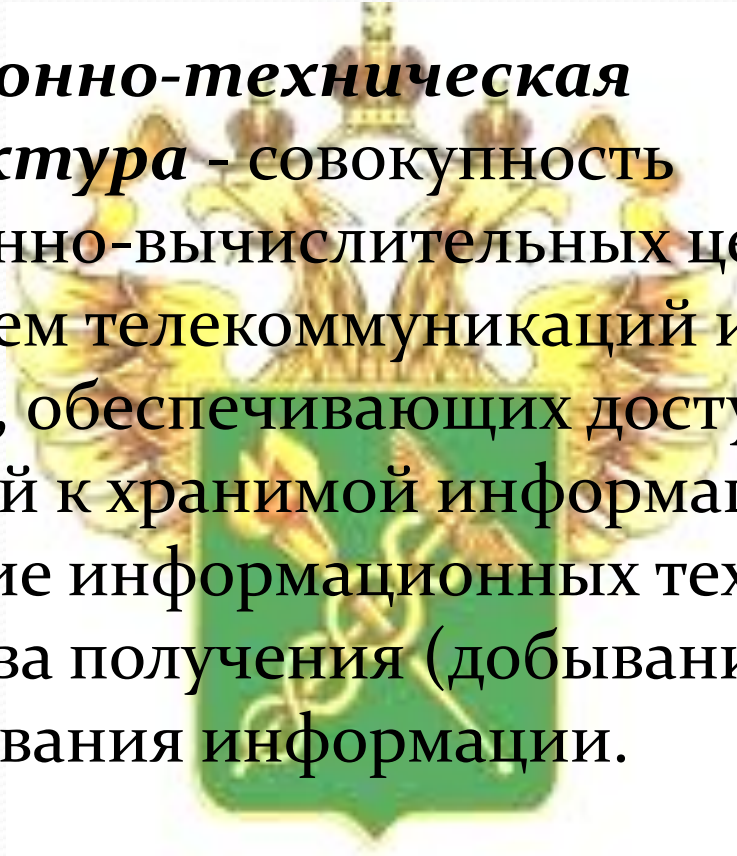 онно-техническая
ктура - совокупность
нно-вычислительных це
ем телекоммуникаций и
, обеспечивающих досту
й к хранимой информац
ие информационных тех
ва получения (добывани
вания информации.